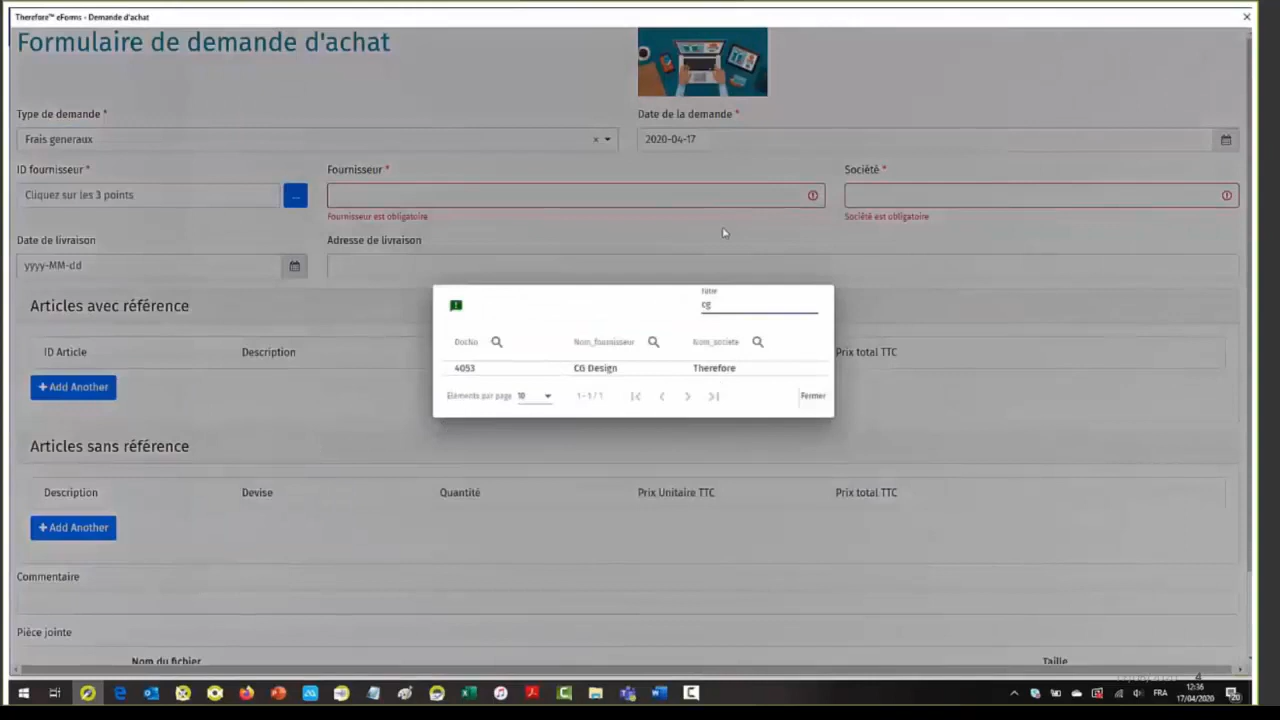 Therefore™ eForms - Demande d'achat
Formulaire de demande d'achat
Type de demande * Date de la demande *
Frais generaux 2020-04-17
ID fournisseur * Fournisseur * Société *
Cliquez sur les 3 points ...
Fournisseur est obligatoire Société est obligatoire
Date de livraison Adresse de livraison
yyyy-MM-dd
Filtrer
cg
Articles avec référence
DocNo Nom_fournisseur Nom_societe
ID Article Description Prix total TTC
4053 CG Design Therefore
+ Add Another
Eléments par page 10 1 - 1 / 1 Fermer
Articles sans référence
Description Devise Quantité Prix Unitaire TTC Prix total TTC
+ Add Another
Commentaire
Pièce jointe
Nom du fichier Taille
4
FRA
12:36
17/04/2020
20